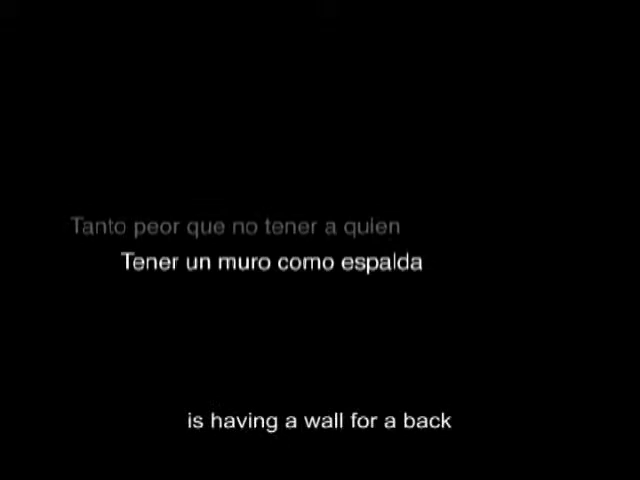 Tanto peor que no tener a quien
Tener un muro como espalda
is having a wall for a back